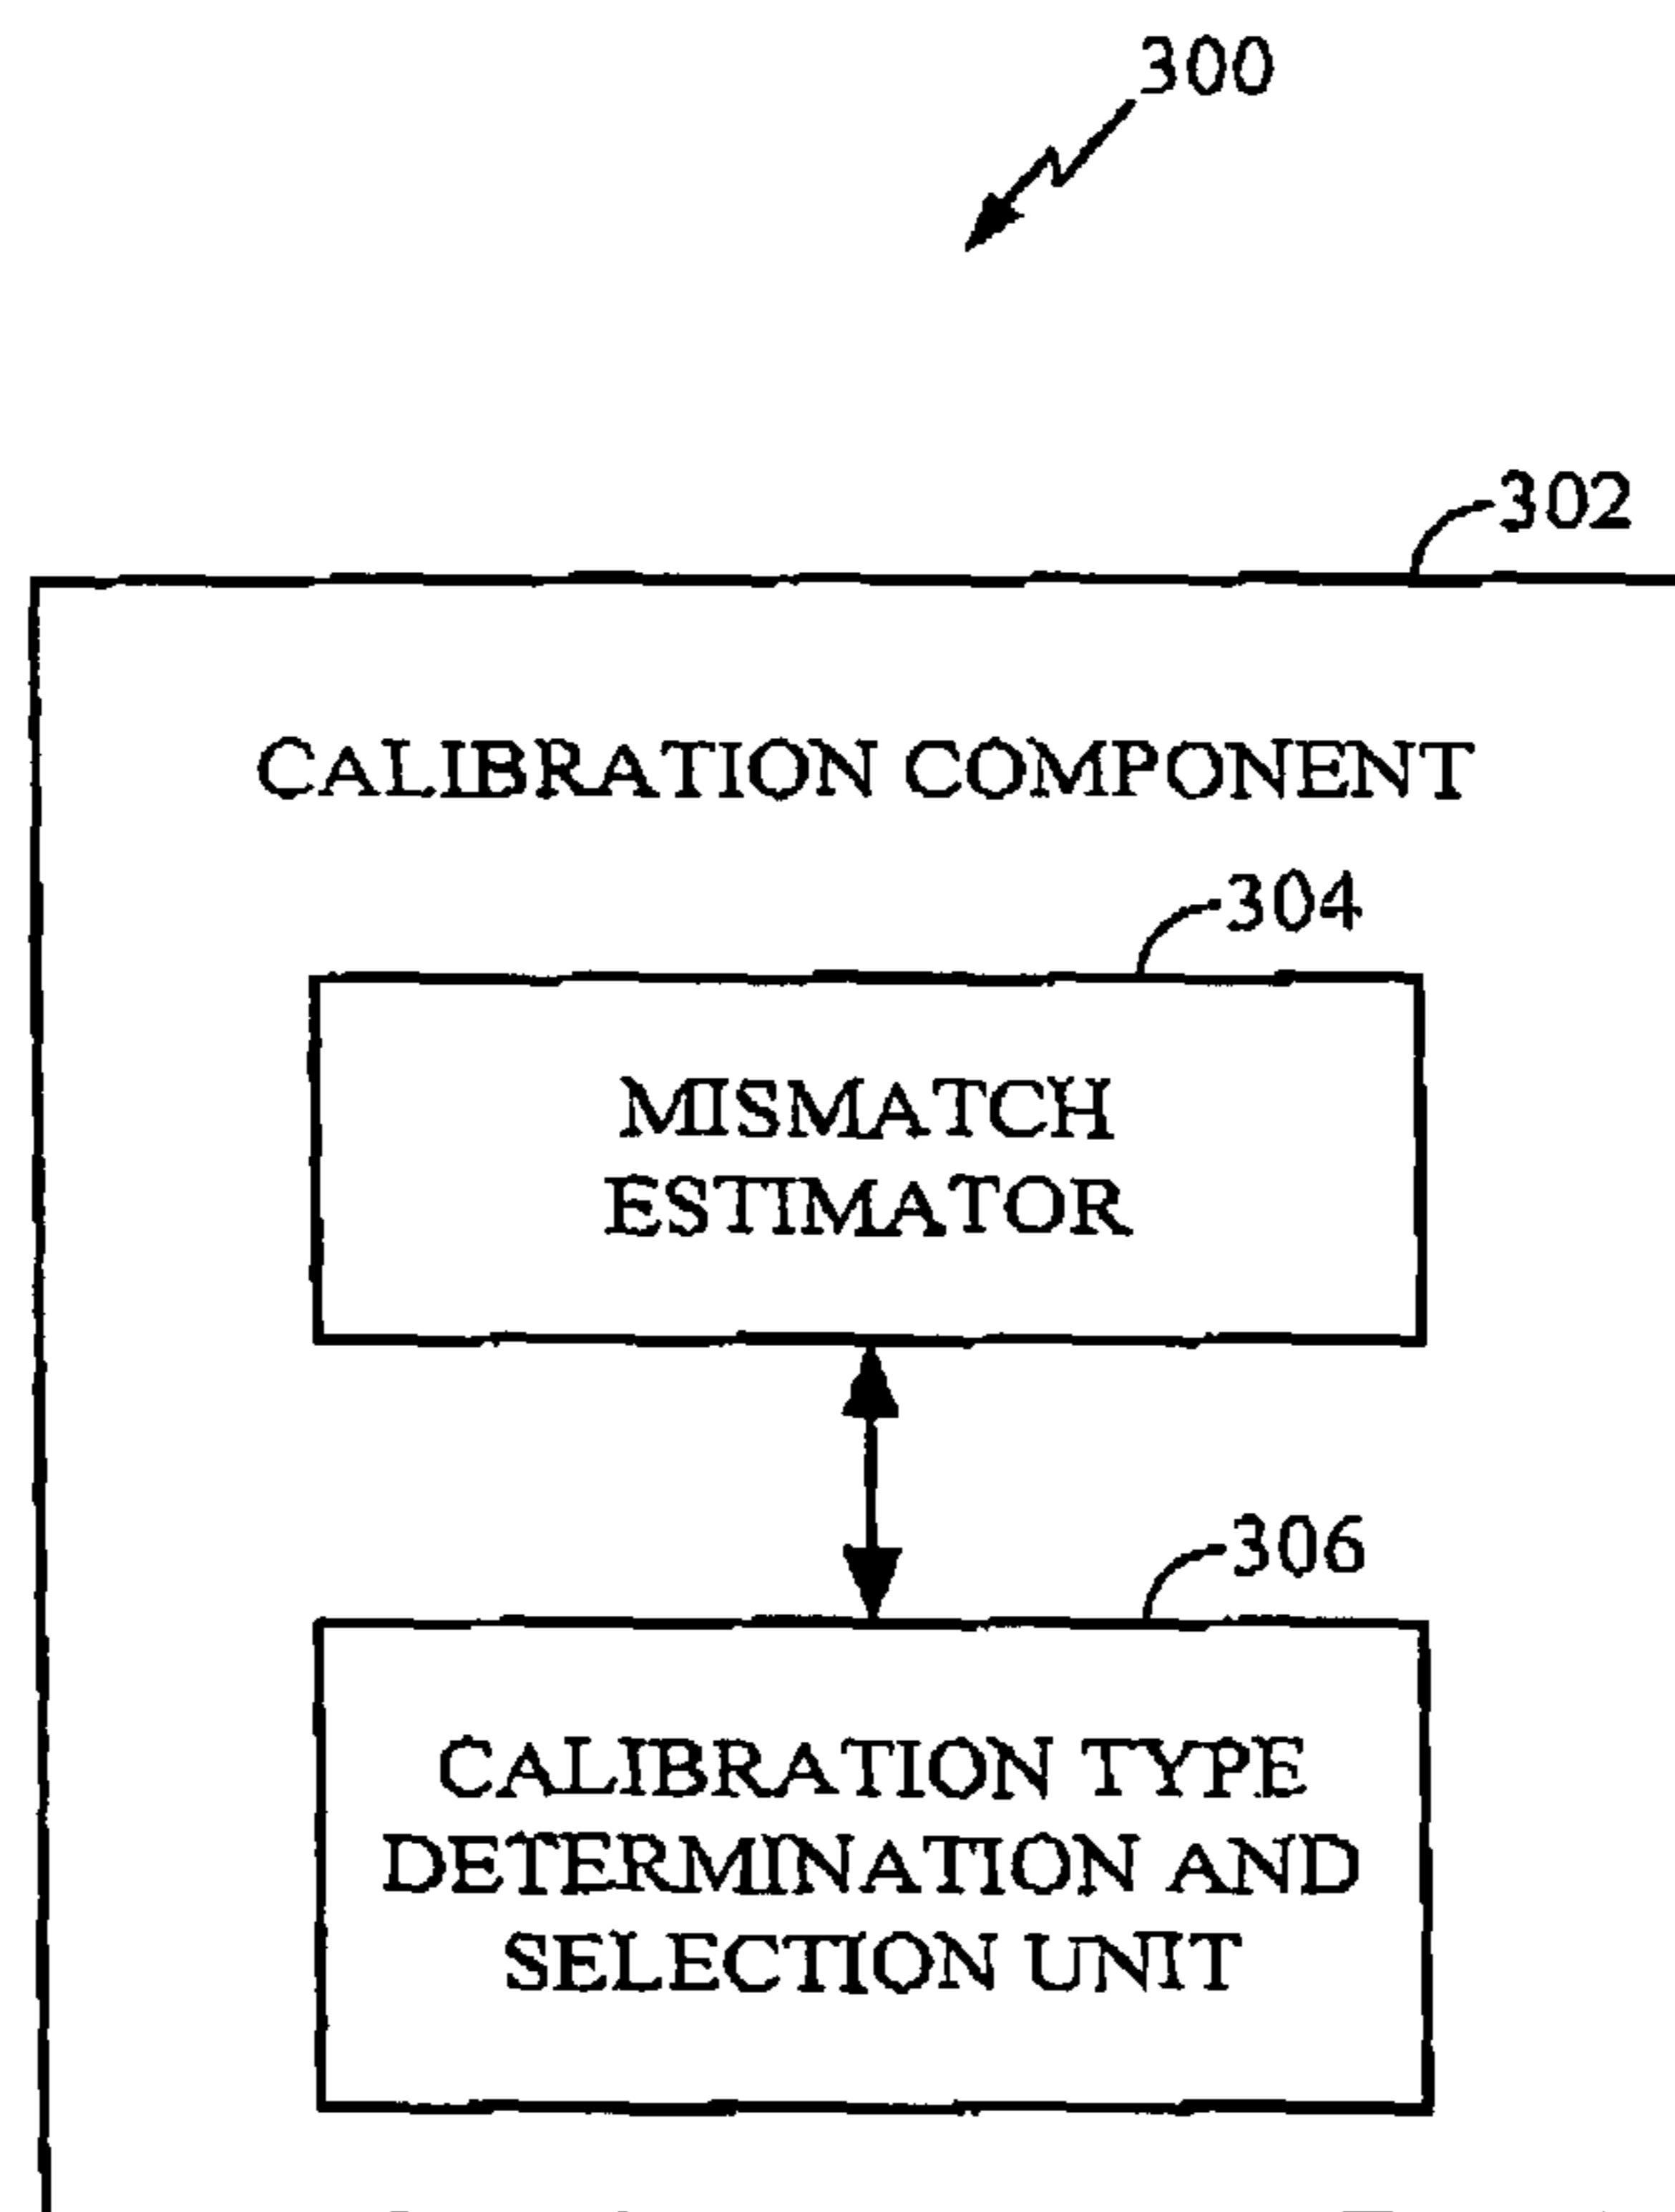 300
302
CALIBRATION COMPONENT
304
MISMATCH
ESTIMATOR
306
CALIBRATION TYPE
DETERMINATION AND
SELECTION UNIT